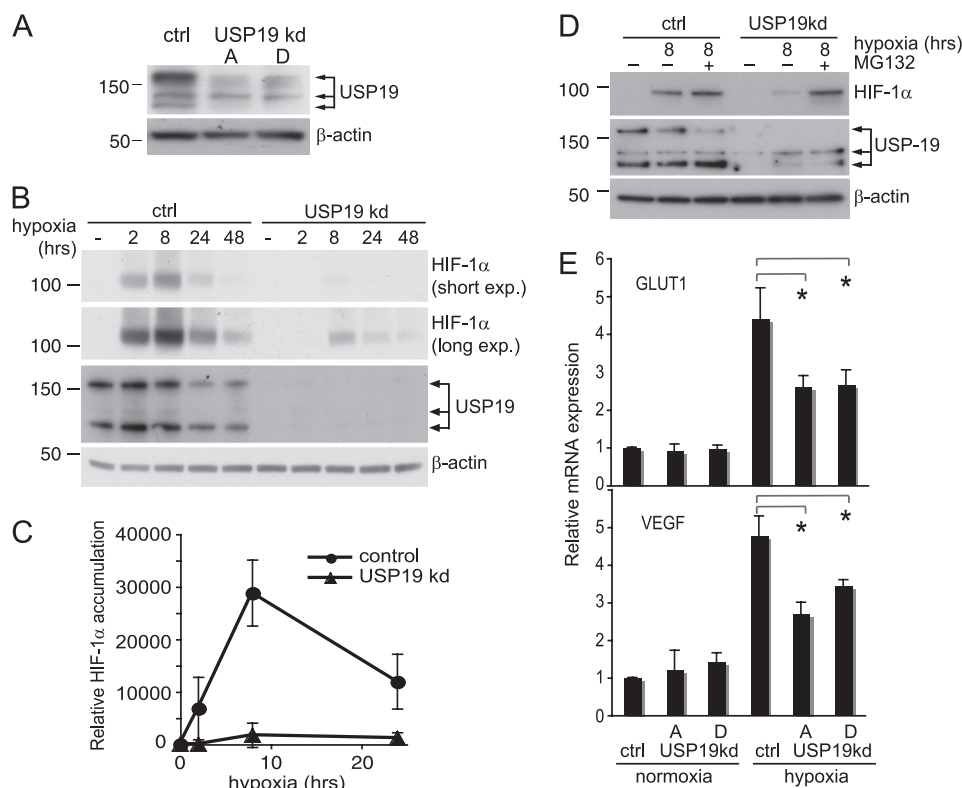 A
ctrl USP19 kd
A D
150
USP19
50
β-actin
B
ctrl USP19 kd
hypoxia (hrs)
- 2 8 24 48 - 2 8 24 48
100
HIF-1α (short exp.)
100
HIF-1α (long exp.)
150
USP19
50
β-actin
C
Relative HIF-1α accumulation
40000
30000
20000
10000
0
control
USP19 kd
0 10 20
hypoxia (hrs)
D
ctrl USP19kd
– 8 8 – 8 8 hypoxia (hrs)
– – + – – + MG132
100
HIF-1α
150
USP-19
50
β-actin
E
Relative mRNA expression
GLUT1
6
5
4
3
2
1
0
* *
VEGF
5
4
3
2
1
0
* *
A D A D
ctrl USP19kd ctrl USP19kd
normoxia hypoxia